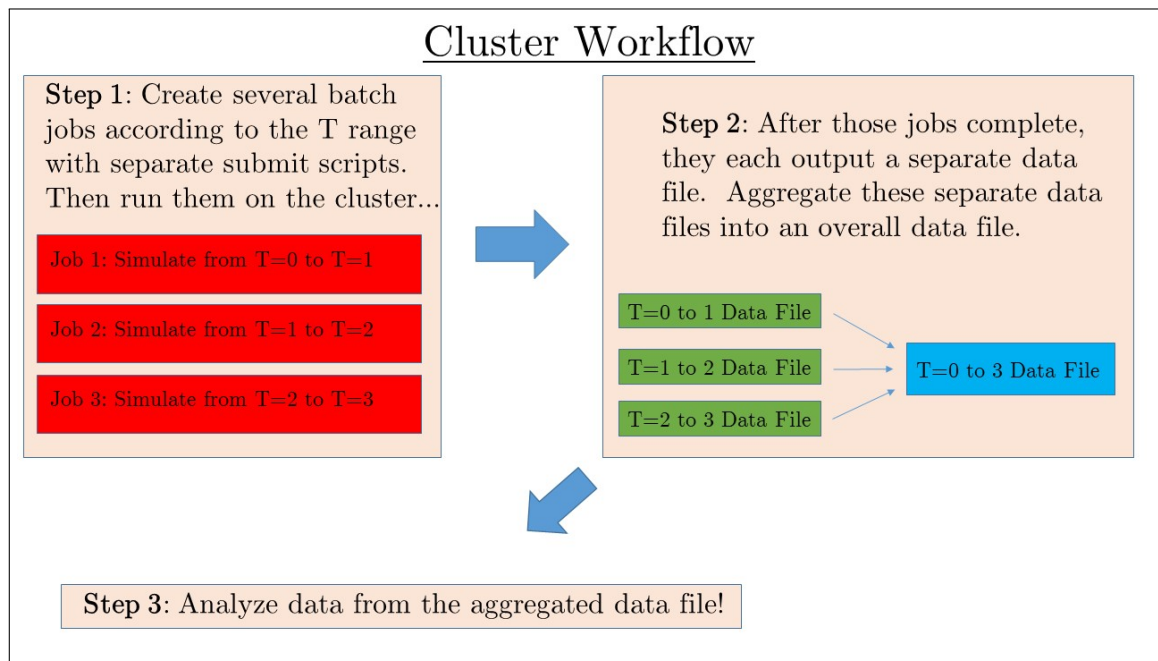 Cluster Workflow
Step 1: Create several batch
jobs according to the T range
with separate submit scripts.
Then run them on the cluster...
Job 1: Simulate from T=0 to T=1
Job 2: Simulate from T=1 to T=2
Job 3: Simulate from T=2 to T=3
Step 2: After those jobs complete,
they each output a separate data
file. Aggregate these separate data
files into an overall data file.
T=0 to 1 Data File
T=1 to 2 Data File
T=2 to 3 Data File
T=0 to 3 Data File
Step 3: Analyze data from the aggregated data file!